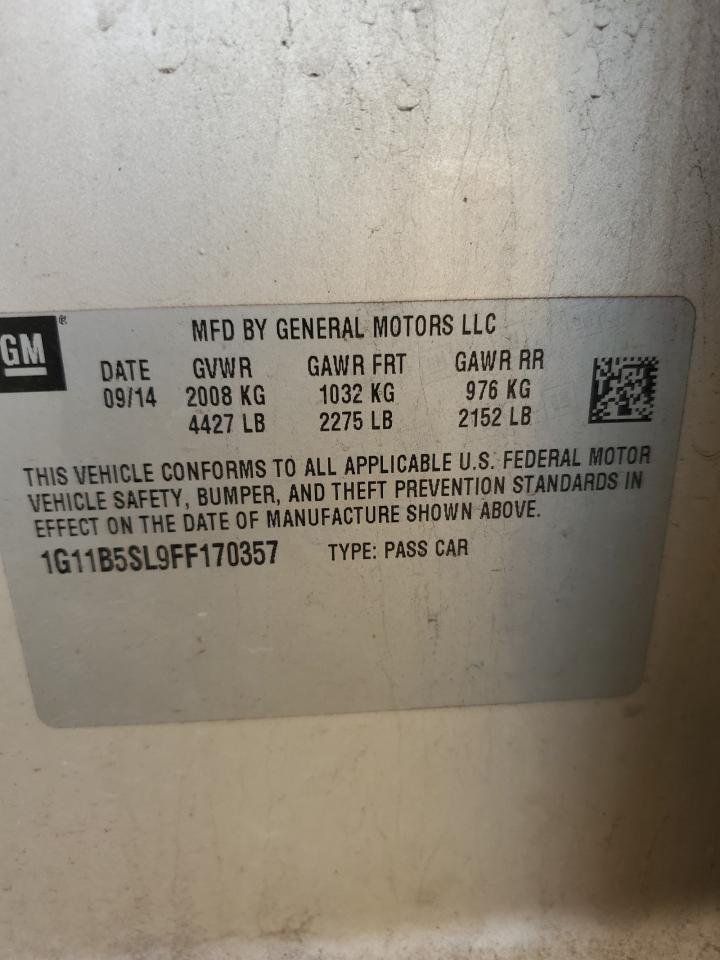 GM ®
MFD BY GENERAL MOTORS LLC
DATE GVWR GAWR FRT GAWR RR
09/14 2008 KG 1032 KG 976 KG
4427 LB 2275 LB 2152 LB
THIS VEHICLE CONFORMS TO ALL APPLICABLE U.S. FEDERAL MOTOR
VEHICLE SAFETY, BUMPER, AND THEFT PREVENTION STANDARDS IN
EFFECT ON THE DATE OF MANUFACTURE SHOWN ABOVE.
1G11B5SL9FF170357 TYPE: PASS CAR